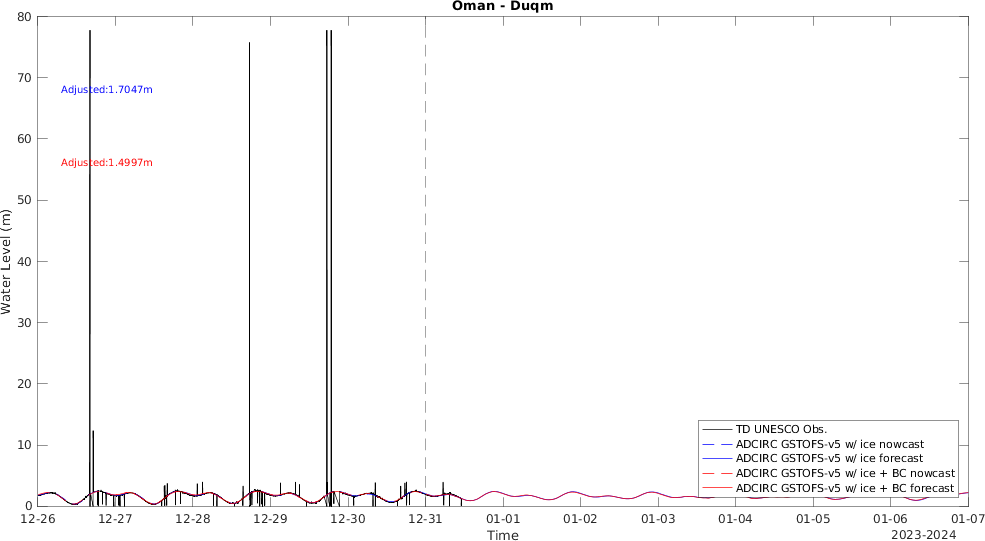 Oman - Duqm
80
70
60
50
40
30
20
10
0
Water Level (m)
Adjusted:1.7047m
Adjusted:1.4997m
TD UNESCO Obs.
ADCIRC GSTOFS-v5 w/ ice nowcast
ADCIRC GSTOFS-v5 w/ ice forecast
ADCIRC GSTOFS-v5 w/ ice + BC nowcast
ADCIRC GSTOFS-v5 w/ ice + BC forecast
12-26 12-27 12-28 12-29 12-30 12-31 01-01 01-02 01-03 01-04 01-05 01-06 01-07
Time
2023-2024